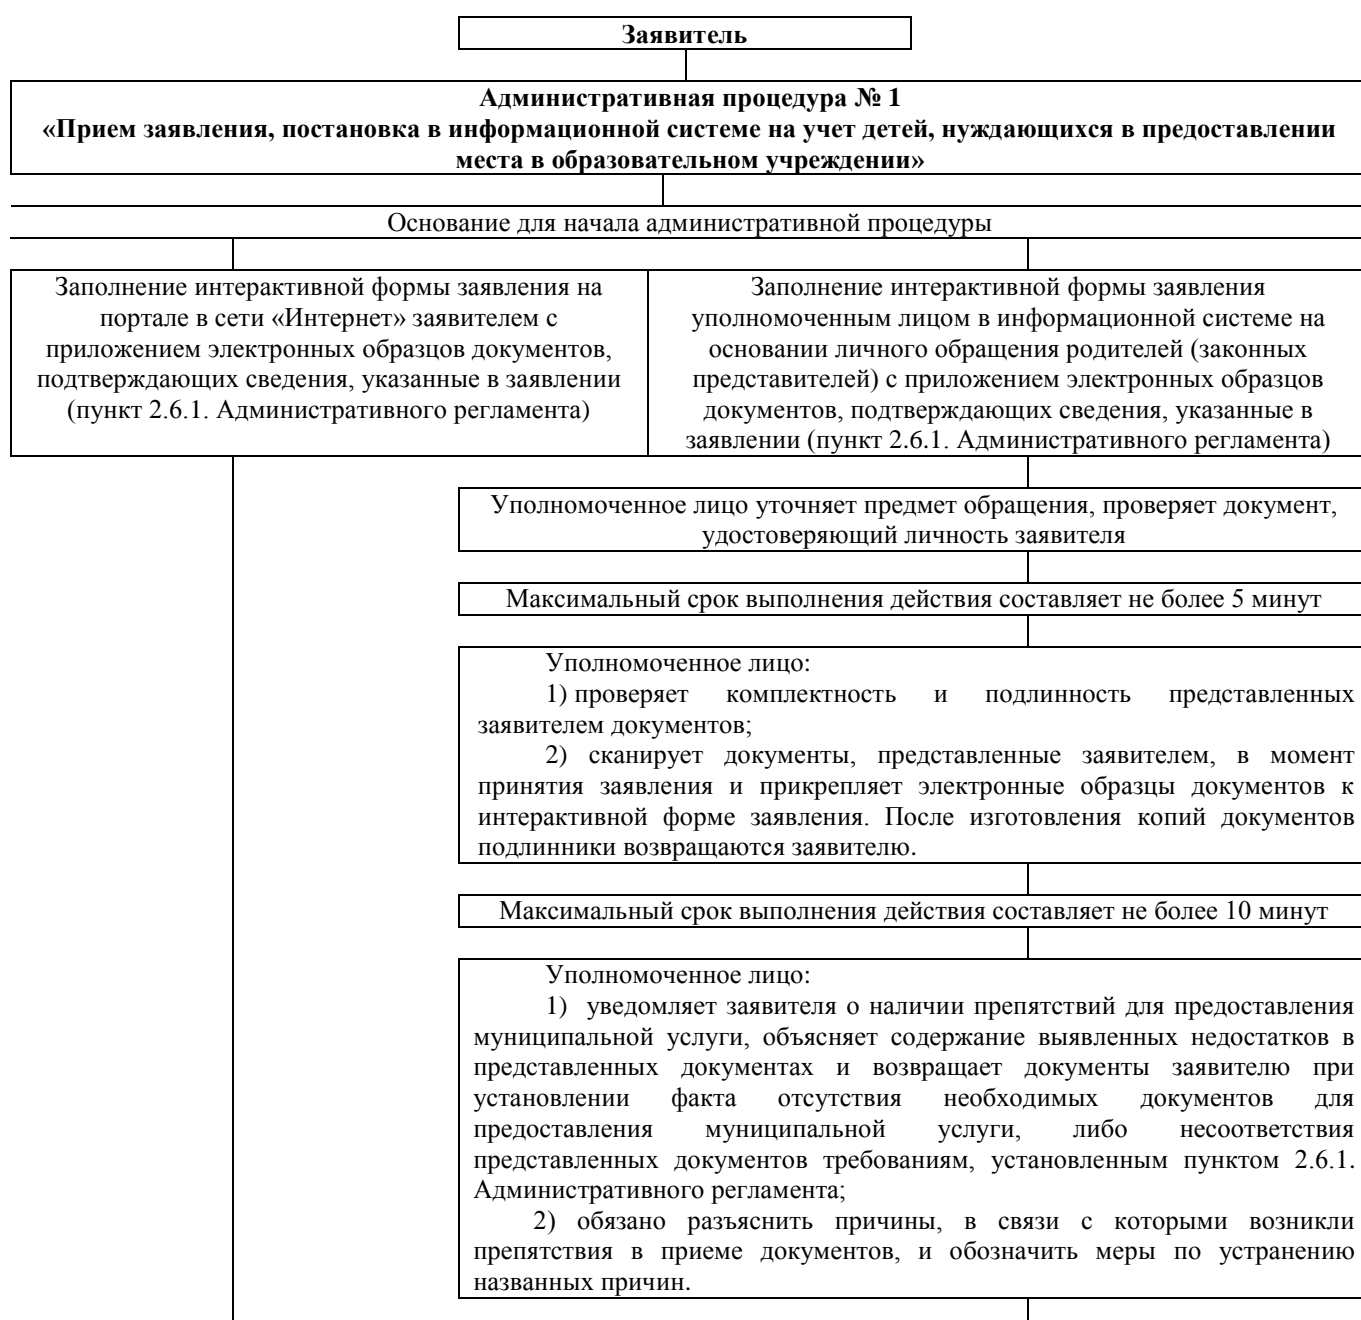 Заявитель
Административная процедура № 1
«Прием заявления, постановка в информационной системе на учет детей, нуждающихся в предоставлении
места в образовательном учреждении»
Основание для начала административной процедуры
Заполнение интерактивной формы заявления на
портале в сети «Интернет» заявителем с
приложением электронных образцов документов,
подтверждающих сведения, указанные в заявлении
(пункт 2.6.1. Административного регламента)
Заполнение интерактивной формы заявления
уполномоченным лицом в информационной системе на
основании личного обращения родителей (законных
представителей) с приложением электронных образцов
документов, подтверждающих сведения, указанные в
заявлении (пункт 2.6.1. Административного регламента)
Уполномоченное лицо уточняет предмет обращения, проверяет документ,
удостоверяющий личность заявителя
Максимальный срок выполнения действия составляет не более 5 минут
Уполномоченное лицо:
1) проверяет комплектность и подлинность представленных
заявителем документов;
2) сканирует документы, представленные заявителем, в момент
принятия заявления и прикрепляет электронные образцы документов к
интерактивной форме заявления. После изготовления копий документов
подлинники возвращаются заявителю.
Максимальный срок выполнения действия составляет не более 10 минут
Уполномоченное лицо:
1) уведомляет заявителя о наличии препятствий для предоставления
муниципальной услуги, объясняет содержание выявленных недостатков в
представленных документах и возвращает документы заявителю при
установлении факта отсутствия необходимых документов для
предоставления муниципальной услуги, либо несоответствия
представленных документов требованиям, установленным пунктом 2.6.1.
Административного регламента;
2) обязано разъяснить причины, в связи с которыми возникли
препятствия в приеме документов, и обозначить меры по устранению
названных причин.